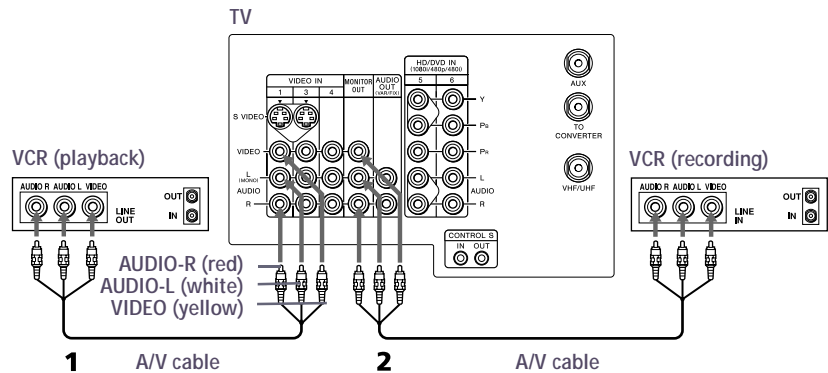 TV
HD/DVD IN
(1080i/480p/480i)
5 6
VIDEO IN
1 3 4
MONITOR OUT
AUDIO OUT
(VAR/FIX)
S VIDEO
VIDEO
L
(MONO)
AUDIO
R
Y
PB
PR
L
AUDIO
R
AUX
TO CONVERTER
VHF/UHF
CONTROL S
IN OUT
VCR (playback)
AUDIO R AUDIO L VIDEO
LINE OUT
OUT
IN
VCR (recording)
AUDIO R AUDIO L VIDEO
LINE IN
OUT
IN
AUDIO-R (red)
AUDIO-L (white)
VIDEO (yellow)
1 A/V cable
2 A/V cable